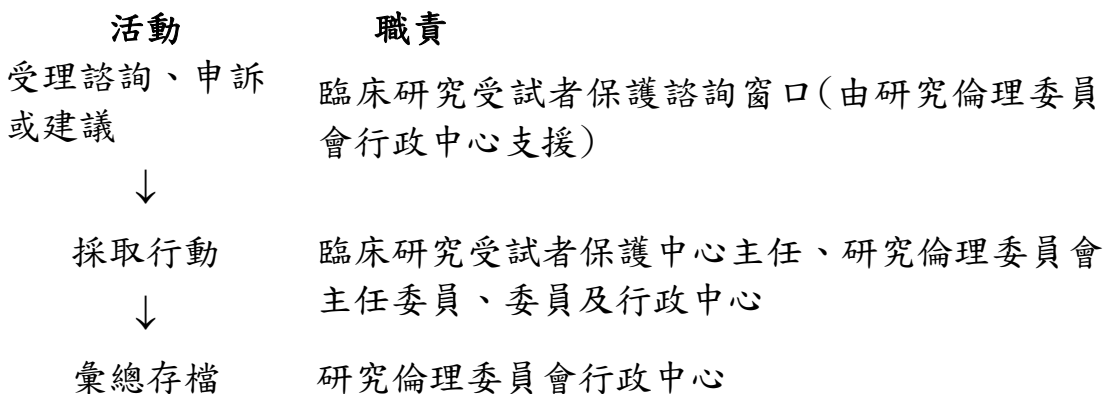 活動 職責
受理諮詢、申訴
或建議
臨床研究受試者保護諮詢窗口(由研究倫理委員
會行政中心支援)
↓
採取行動
臨床研究受試者保護中心主任、研究倫理委員會
主任委員、委員及行政中心
↓
彙總存檔 研究倫理委員會行政中心